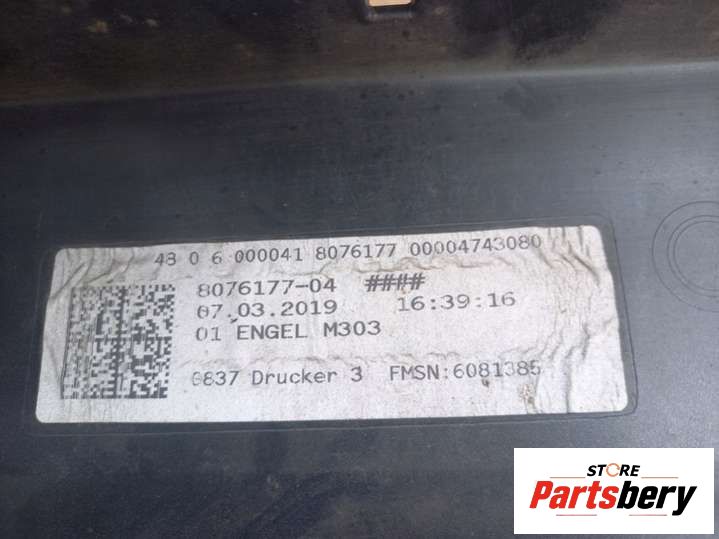 48 0 6 000041 8076177 00004743080
8076177-04 ####
07.03.2019 16:39:16
01 ENGEL M303
0837 Drucker 3 FMSN:6081385
STORE
Partsbery